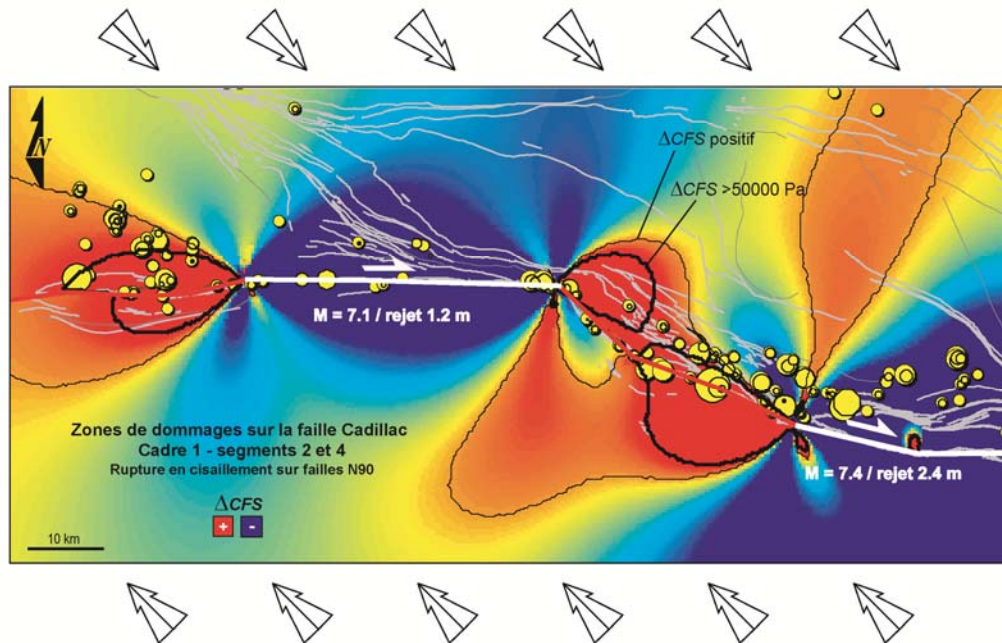 N
ΔCFS positif
ΔCFS >50000 Pa
M = 7.1 / rejet 1.2 m
Zones de dommages sur la faille Cadillac
Cadre 1 - segments 2 et 4
Rupture en cisaillement sur failles N90
M = 7.4 / rejet 2.4 m
ΔCFS
+ -
10 km